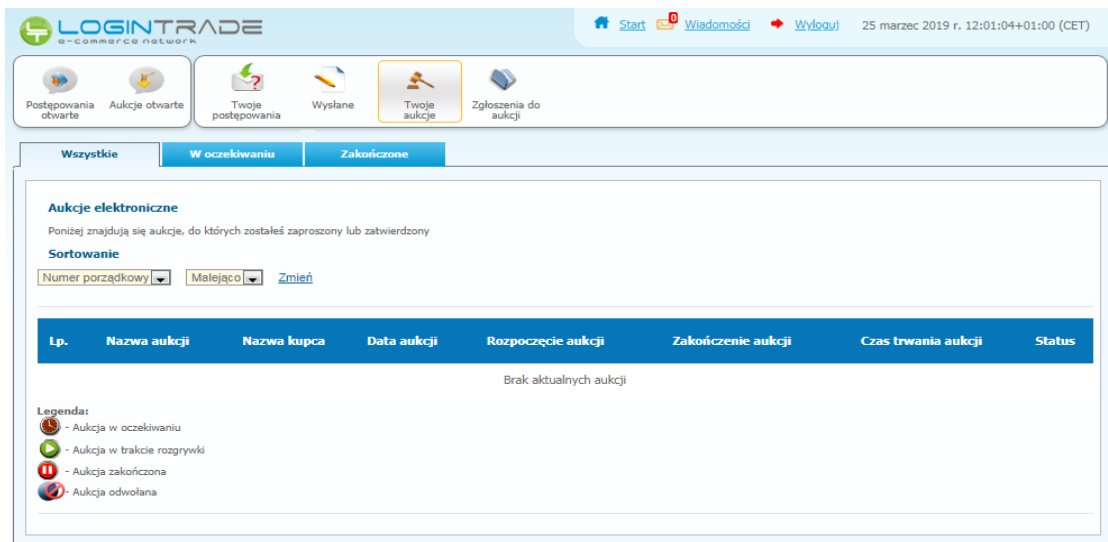 LOGINTRADE
e-commerce network
Start 0 Wiadomości Wyloguj 25 marzec 2019 r. 12:01:04+01:00 (CET)
Postępowania otwarte
Aukcje otwarte
Twoje postępowania
Wysłane
Twoje aukcje
Zgłoszenia do aukcji
Wszystkie W oczekiwaniu Zakończone
Aukcje elektroniczne
Poniżej znajdują się aukcje, do których zostałeś zaproszony lub zatwierdzony
Sortowanie
Numer porządkowy Malejąco Zmień
Lp. Nazwa aukcji Nazwa kupca Data aukcji Rozpoczęcie aukcji Zakończenie aukcji Czas trwania aukcji Status
Brak aktualnych aukcji
Legenda:
- Aukcja w oczekiwaniu
- Aukcja w trakcie rozgrywki
- Aukcja zakończona
- Aukcja odwołana